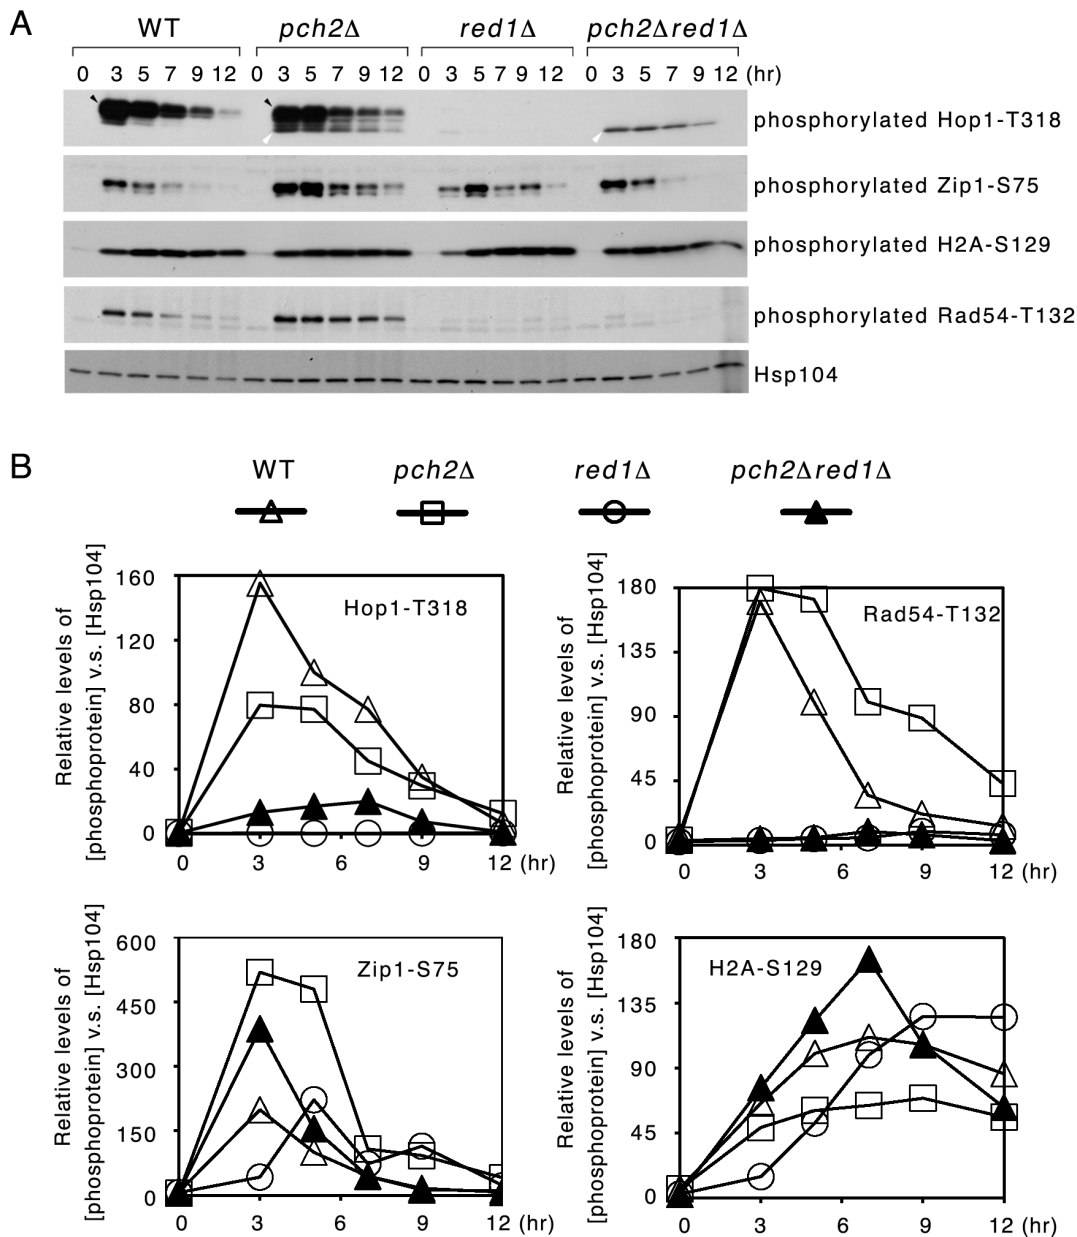 A
WT pch2Δ red1Δ pch2Δred1Δ
0 3 5 7 9 12 0 3 5 7 9 12 0 3 5 7 9 12 0 3 5 7 9 12 (hr)
phosphorylated Hop1-T318
phosphorylated Zip1-S75
phosphorylated H2A-S129
phosphorylated Rad54-T132
Hsp104
B
WT pch2Δ red1Δ pch2Δred1Δ
Relative levels of
[phosphoprotein] v.s. [Hsp104]
160
120
80
40
0
Hop1-T318
0 3 6 9 12 (hr)
Relative levels of
[phosphoprotein] v.s. [Hsp104]
180
135
90
45
0
Rad54-T132
0 3 6 9 12 (hr)
Relative levels of
[phosphoprotein] v.s. [Hsp104]
600
450
300
150
0
Zip1-S75
0 3 6 9 12 (hr)
Relative levels of
[phosphoprotein] v.s. [Hsp104]
180
135
90
45
0
H2A-S129
0 3 6 9 12 (hr)